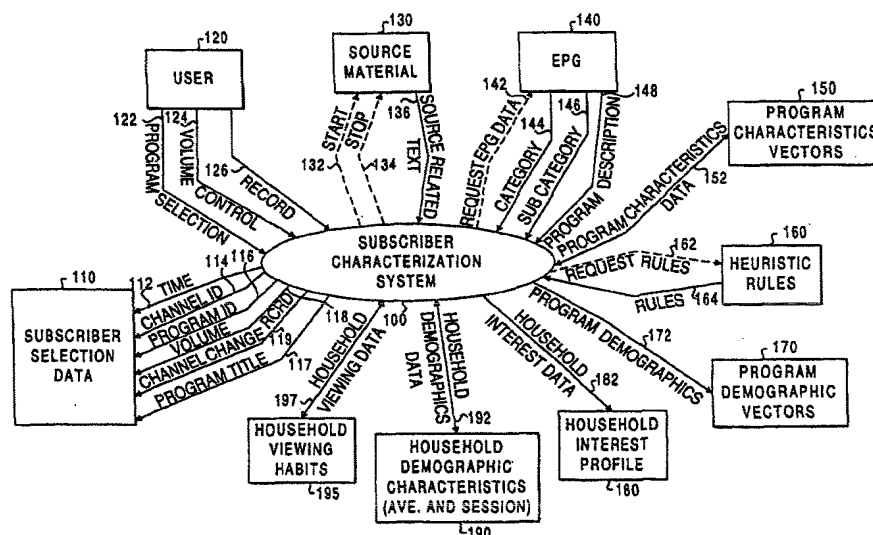 120
USER
130
SOURCE
MATERIAL
140
EPG
150
PROGRAM
CHARACTERISTICS
VECTORS
122
PROGRAM
SELECTION
124
VOLUME
CONTROL
126
RECORD
START
132
STOP
134
136
SOURCE RELATED
TEXT
142
REQUEST EPG DATA
144
CATEGORY
146
SUB CATEGORY
148
PROGRAM DESCRIPTION
PROGRAM CHARACTERISTICS
DATA
152
SUBSCRIBER
CHARACTERIZATION
SYSTEM
100
160
HEURISTIC
RULES
162
REQUEST RULES
RULES
164
110
SUBSCRIBER
SELECTION
DATA
112
TIME
114
CHANNEL ID
116
PROGRAM ID
VOLUME
RCRD
118
CHANNEL CHANGE
119
PROGRAM TITLE
117
HOUSEHOLD
VIEWING DATA
197
HOUSEHOLD
DEMOGRAPHICS
DATA
192
HOUSEHOLD
INTEREST DATA
182
PROGRAM DEMOGRAPHICS
172
170
PROGRAM
DEMOGRAPHIC
VECTORS
HOUSEHOLD
VIEWING
HABITS
195
HOUSEHOLD
DEMOGRAPHIC
CHARACTERISTICS
(AVE. AND SESSION)
190
HOUSEHOLD
INTEREST
PROFILE
180